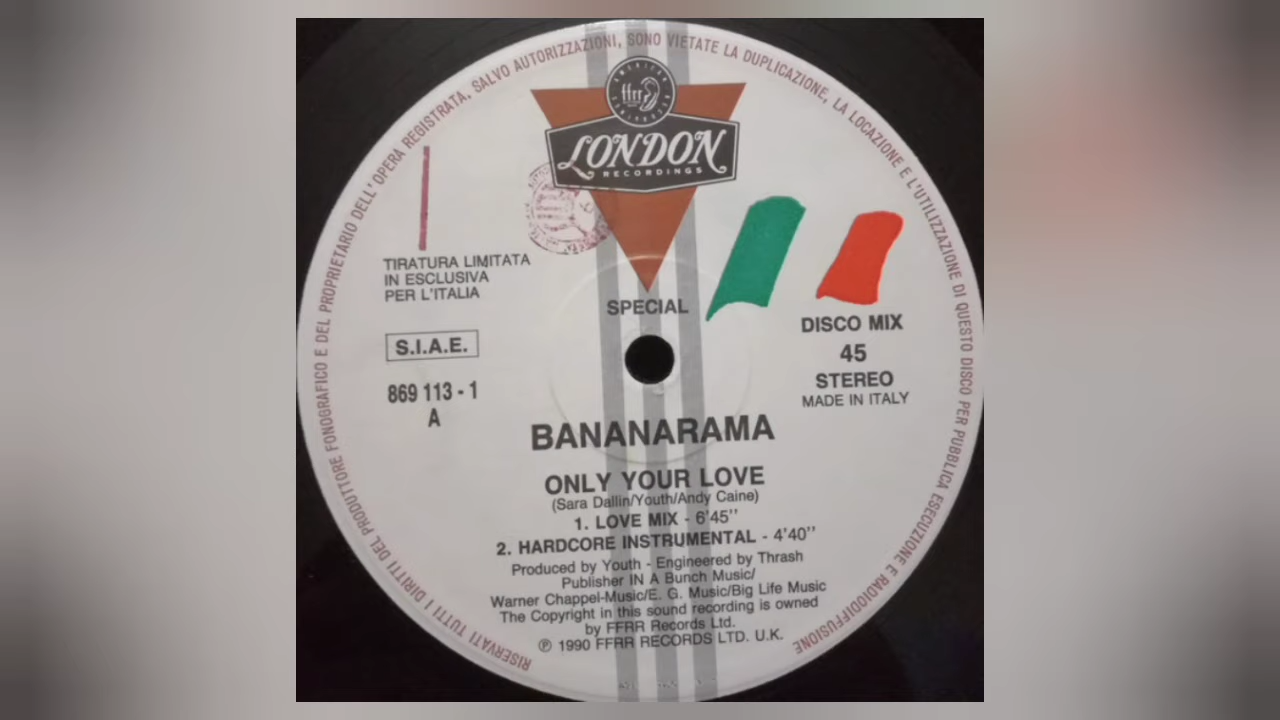 RISERVATI TUTTI I DIRITTI DEL PRODUTTORE FONOGRAFICO E DEL PROPRIETARIO DELL'OPERA REGISTRATA. SALVO AUTORIZZAZIONI, SONO VIETATE LA DUPLICAZIONE, LA LOCAZIONE E L'UTILIZZAZIONE DI QUESTO DISCO PER PUBBLICA ESECUZIONE E RADIODIFFUSIONE
ffrr
LONDON
RECORDINGS
TIRATURA LIMITATA
IN ESCLUSIVA
PER L'ITALIA
SPECIAL
DISCO MIX
S.I.A.E.
45
STEREO
869 113 - 1
MADE IN ITALY
A
BANANARAMA
ONLY YOUR LOVE
(Sara Dallin/Youth/Andy Caine)
1. LOVE MIX - 6'45''
2. HARDCORE INSTRUMENTAL - 4'40''
Produced by Youth - Engineered by Thrash
Publisher IN A Bunch Music/
Warner Chappel-Music/E. G. Music/Big Life Music
The Copyright in this sound recording is owned
by FFRR Records Ltd.
℗ 1990 FFRR RECORDS LTD. U.K.